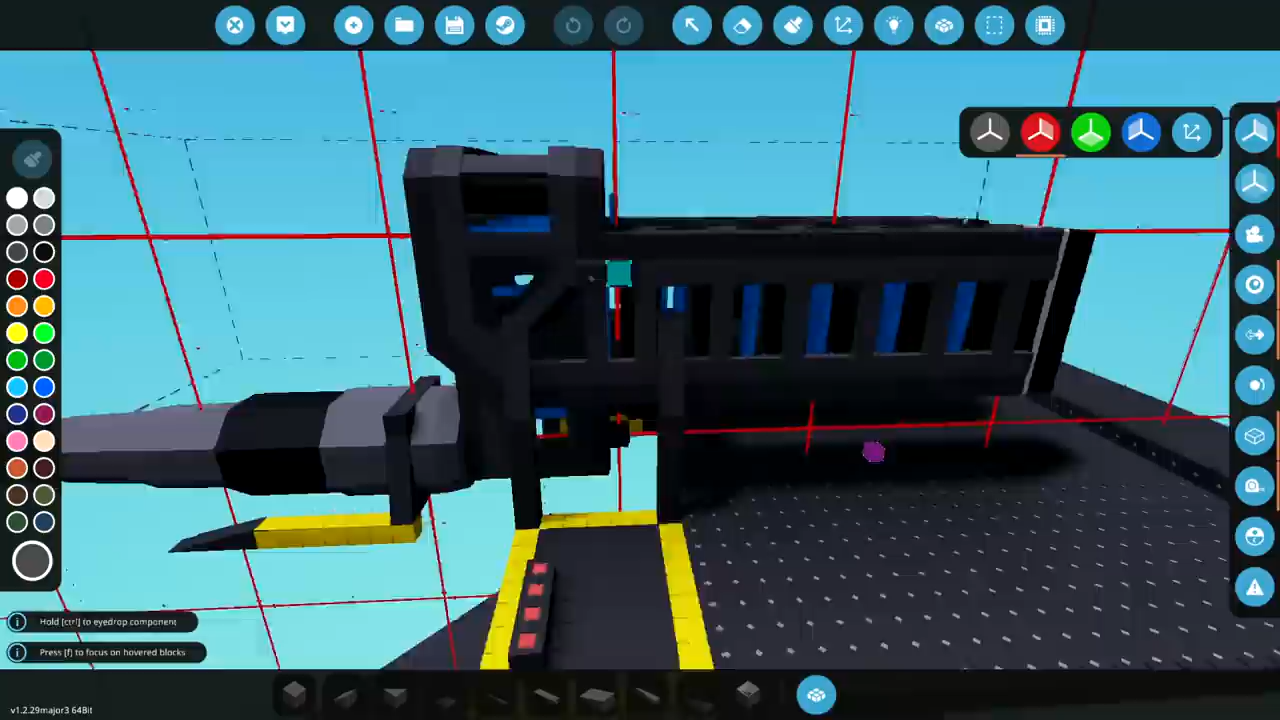 Hold [ctrl] to eyedrop component
Press [f] to focus on hovered blocks
v1.2.29major3 64Bit